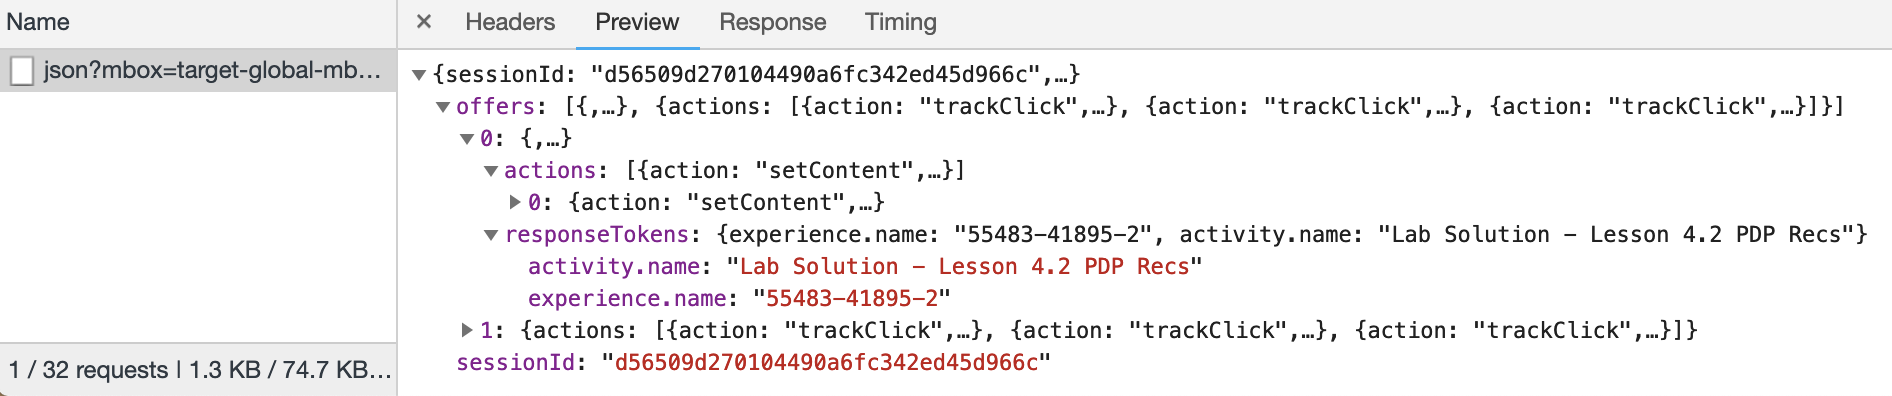 Name
× Headers Preview Response Timing
json?mbox=target-global-mb…
▼{sessionId: "d56509d270104490a6fc342ed45d966c",…}
▼offers: [{,…}, {actions: [{action: "trackClick",…}, {action: "trackClick",…}, {action: "trackClick",…}]}]
▼0: {,…}
▼actions: [{action: "setContent",…}]
▶0: {action: "setContent",…}
▼responseTokens: {experience.name: "55483-41895-2", activity.name: "Lab Solution – Lesson 4.2 PDP Recs"}
activity.name: "Lab Solution – Lesson 4.2 PDP Recs"
experience.name: "55483-41895-2"
▶1: {actions: [{action: "trackClick",…}, {action: "trackClick",…}, {action: "trackClick",…}]}
sessionId: "d56509d270104490a6fc342ed45d966c"
1 / 32 requests | 1.3 KB / 74.7 KB…